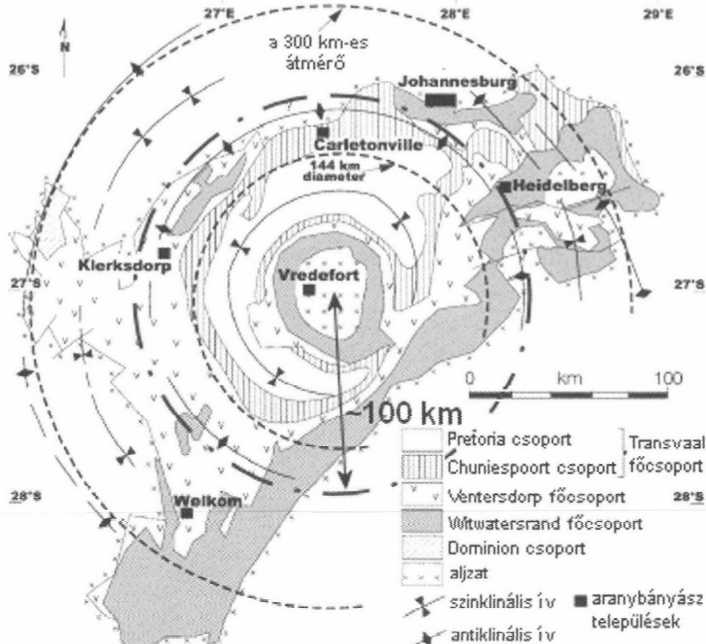 27°E
28°E
29°E
N
a 300 km-es
átmérő
26°S
26°S
Johannesburg
Carletonville
144 km
diameter
Heidelberg
Klerksdorp
27°S
Vredefort
27°S
0 km 100
~100 km
Pretoria csoport
Transvaal
főcsoport
Chuniespoort csoport
Ventersdorp főcsoport
28°S
28°S
Welkom
Witwatersrand főcsoport
Dominion csoport
aljzat
szinklinális ív
aranybányász
települések
antiklinális ív